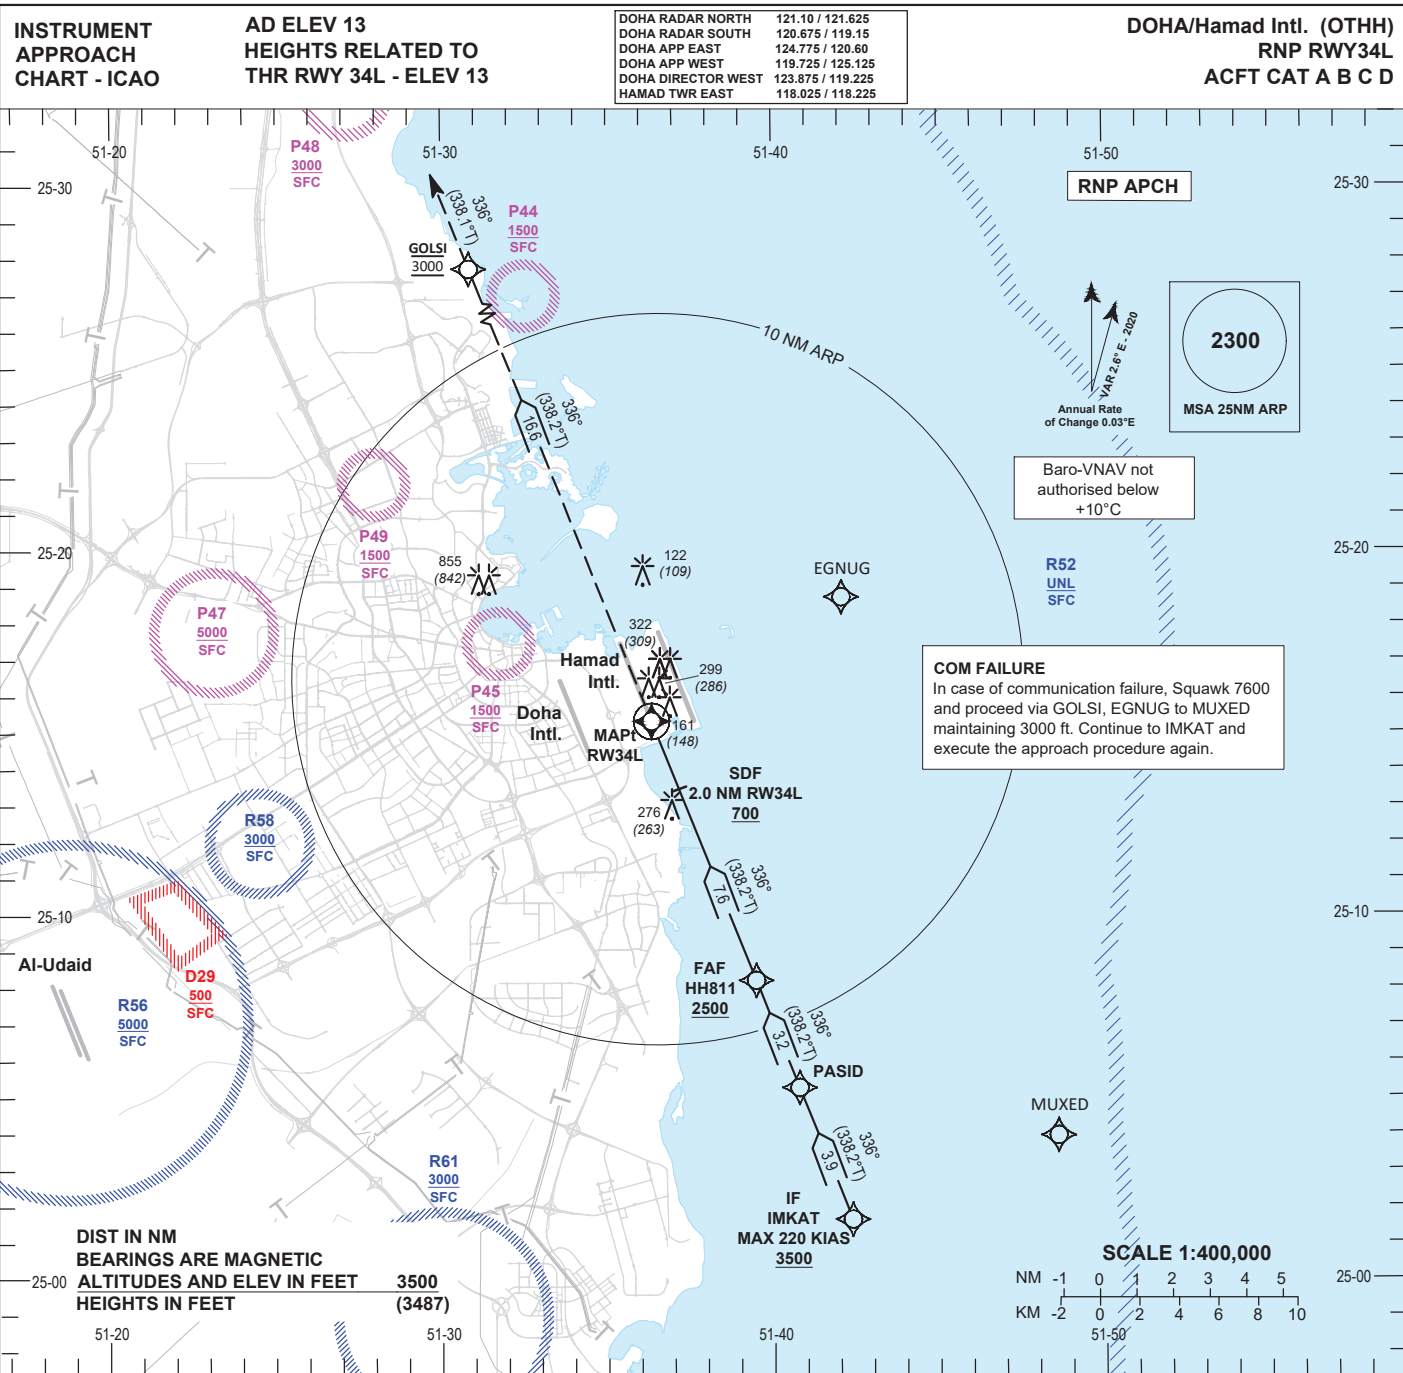 INSTRUMENT
APPROACH
CHART - ICAO
AD ELEV 13
HEIGHTS RELATED TO
THR RWY 34L - ELEV 13
DOHA RADAR NORTH 121.10 / 121.625
DOHA RADAR SOUTH 120.675 / 119.15
DOHA APP EAST 124.775 / 120.60
DOHA APP WEST 119.725 / 125.125
DOHA DIRECTOR WEST 123.875 / 119.225
HAMAD TWR EAST 118.025 / 118.225
DOHA/Hamad Intl. (OTHH)
RNP RWY34L
ACFT CAT A B C D
51-20
51-30
51-40
51-50
25-30
25-30
P48
3000
SFC
336°
(338.1°T)
P44
1500
SFC
GOLSI
3000
RNP APCH
10 NM ARP
VAR 2.6° E - 2020
Annual Rate
of Change 0.03°E
2300
MSA 25NM ARP
336°
(338.2°T)
16.6
Baro-VNAV not
authorised below
+10°C
P49
1500
SFC
25-20
25-20
855
(842)
122
(109)
EGNUG
R52
UNL
SFC
P47
5000
SFC
322
(309)
299
(286)
Hamad
Intl.
P45
1500
SFC
Doha
Intl.
MAPt
RW34L
161
(148)
COM FAILURE
In case of communication failure, Squawk 7600
and proceed via GOLSI, EGNUG to MUXED
maintaining 3000 ft. Continue to IMKAT and
execute the approach procedure again.
SDF
2.0 NM RW34L
700
276
(263)
R58
3000
SFC
336°
(338.2°T)
7.6
25-10
25-10
Al-Udaid
D29
500
SFC
R56
5000
SFC
FAF
HH811
2500
336°
(338.2°T)
3.2
PASID
MUXED
336°
(338.2°T)
3.9
R61
3000
SFC
IF
IMKAT
MAX 220 KIAS
3500
DIST IN NM
BEARINGS ARE MAGNETIC
ALTITUDES AND ELEV IN FEET 3500
HEIGHTS IN FEET (3487)
25-00
25-00
SCALE 1:400,000
NM -1 0 1 2 3 4 5
KM -2 0 2 4 6 8 10
51-20
51-30
51-40
51-50